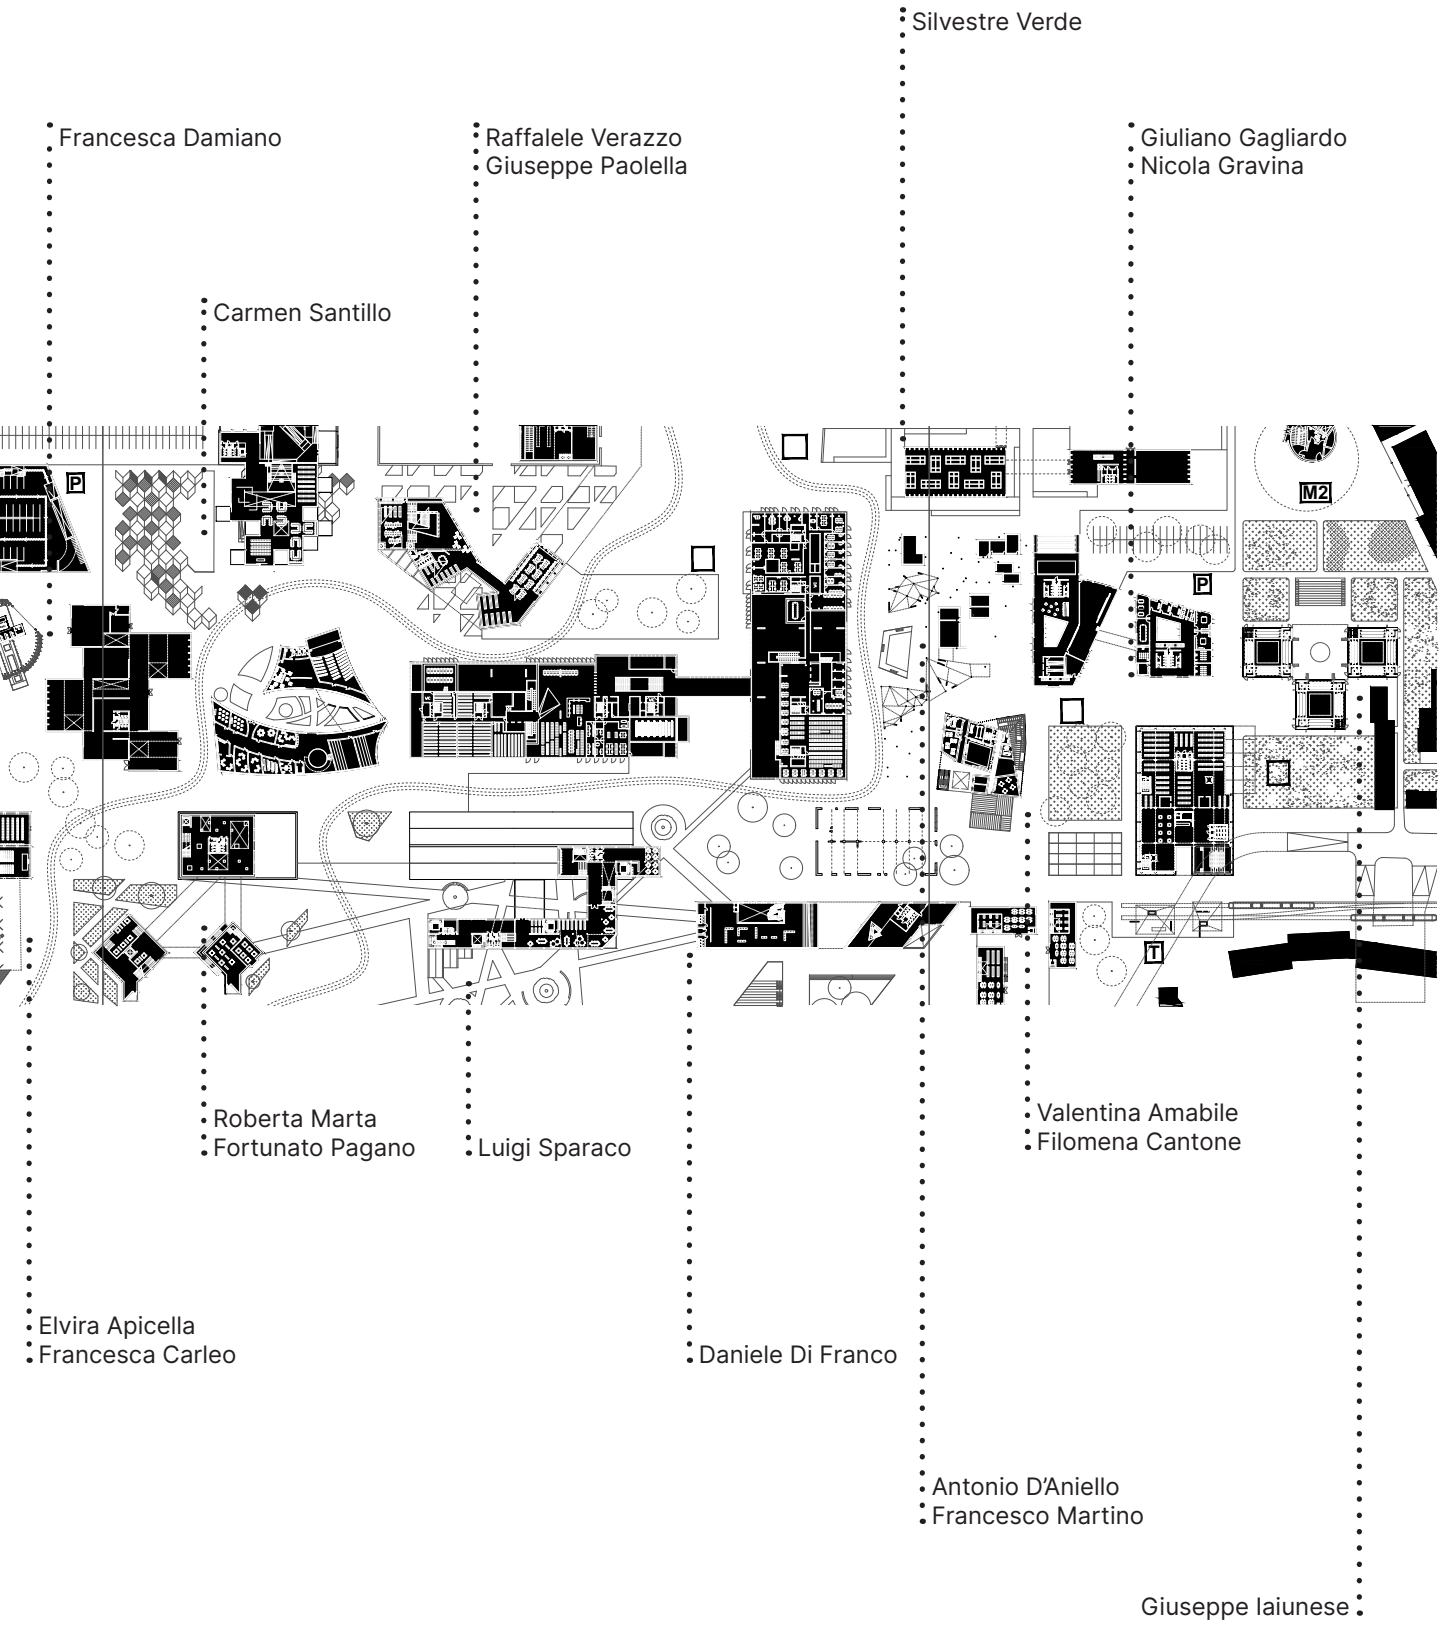 Silvestre Verde
Francesca Damiano
Raffalele Verazzo
Giuseppe Paolella
Giuliano Gagliardo
Nicola Gravina
Carmen Santillo
P
M2
P
T
Roberta Marta
Fortunato Pagano
Luigi Sparaco
Valentina Amabile
Filomena Cantone
Elvira Apicella
Francesca Carleo
Daniele Di Franco
Antonio D’Aniello
Francesco Martino
Giuseppe Iaiunese